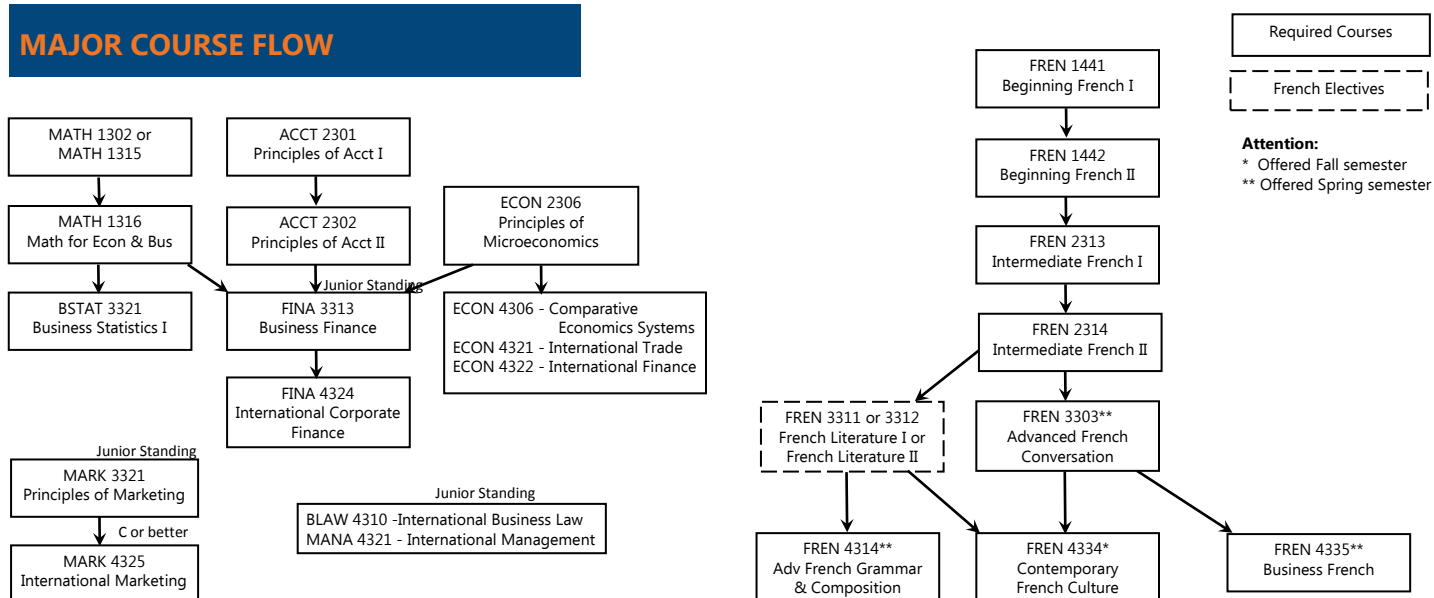 MAJOR COURSE FLOW
MATH 1302 or
MATH 1315
MATH 1316
Math for Econ & Bus
BSTAT 3321
Business Statistics I
ACCT 2301
Principles of Acct I
ACCT 2302
Principles of Acct II
Junior Standing
FINA 3313
Business Finance
FINA 4324
International Corporate
Finance
ECON 2306
Principles of
Microeconomics
ECON 4306 - Comparative
Economics Systems
ECON 4321 - International Trade
ECON 4322 - International Finance
Junior Standing
MARK 3321
Principles of Marketing
C or better
MARK 4325
International Marketing
Junior Standing
BLAW 4310 -International Business Law
MANA 4321 - International Management
FREN 1441
Beginning French I
FREN 1442
Beginning French II
FREN 2313
Intermediate French I
FREN 2314
Intermediate French II
FREN 3311 or 3312
French Literature I or
French Literature II
FREN 3303**
Advanced French
Conversation
FREN 4314**
Adv French Grammar
& Composition
FREN 4334*
Contemporary
French Culture
FREN 4335**
Business French
Required Courses
French Electives
Attention:
* Offered Fall semester
** Offered Spring semester